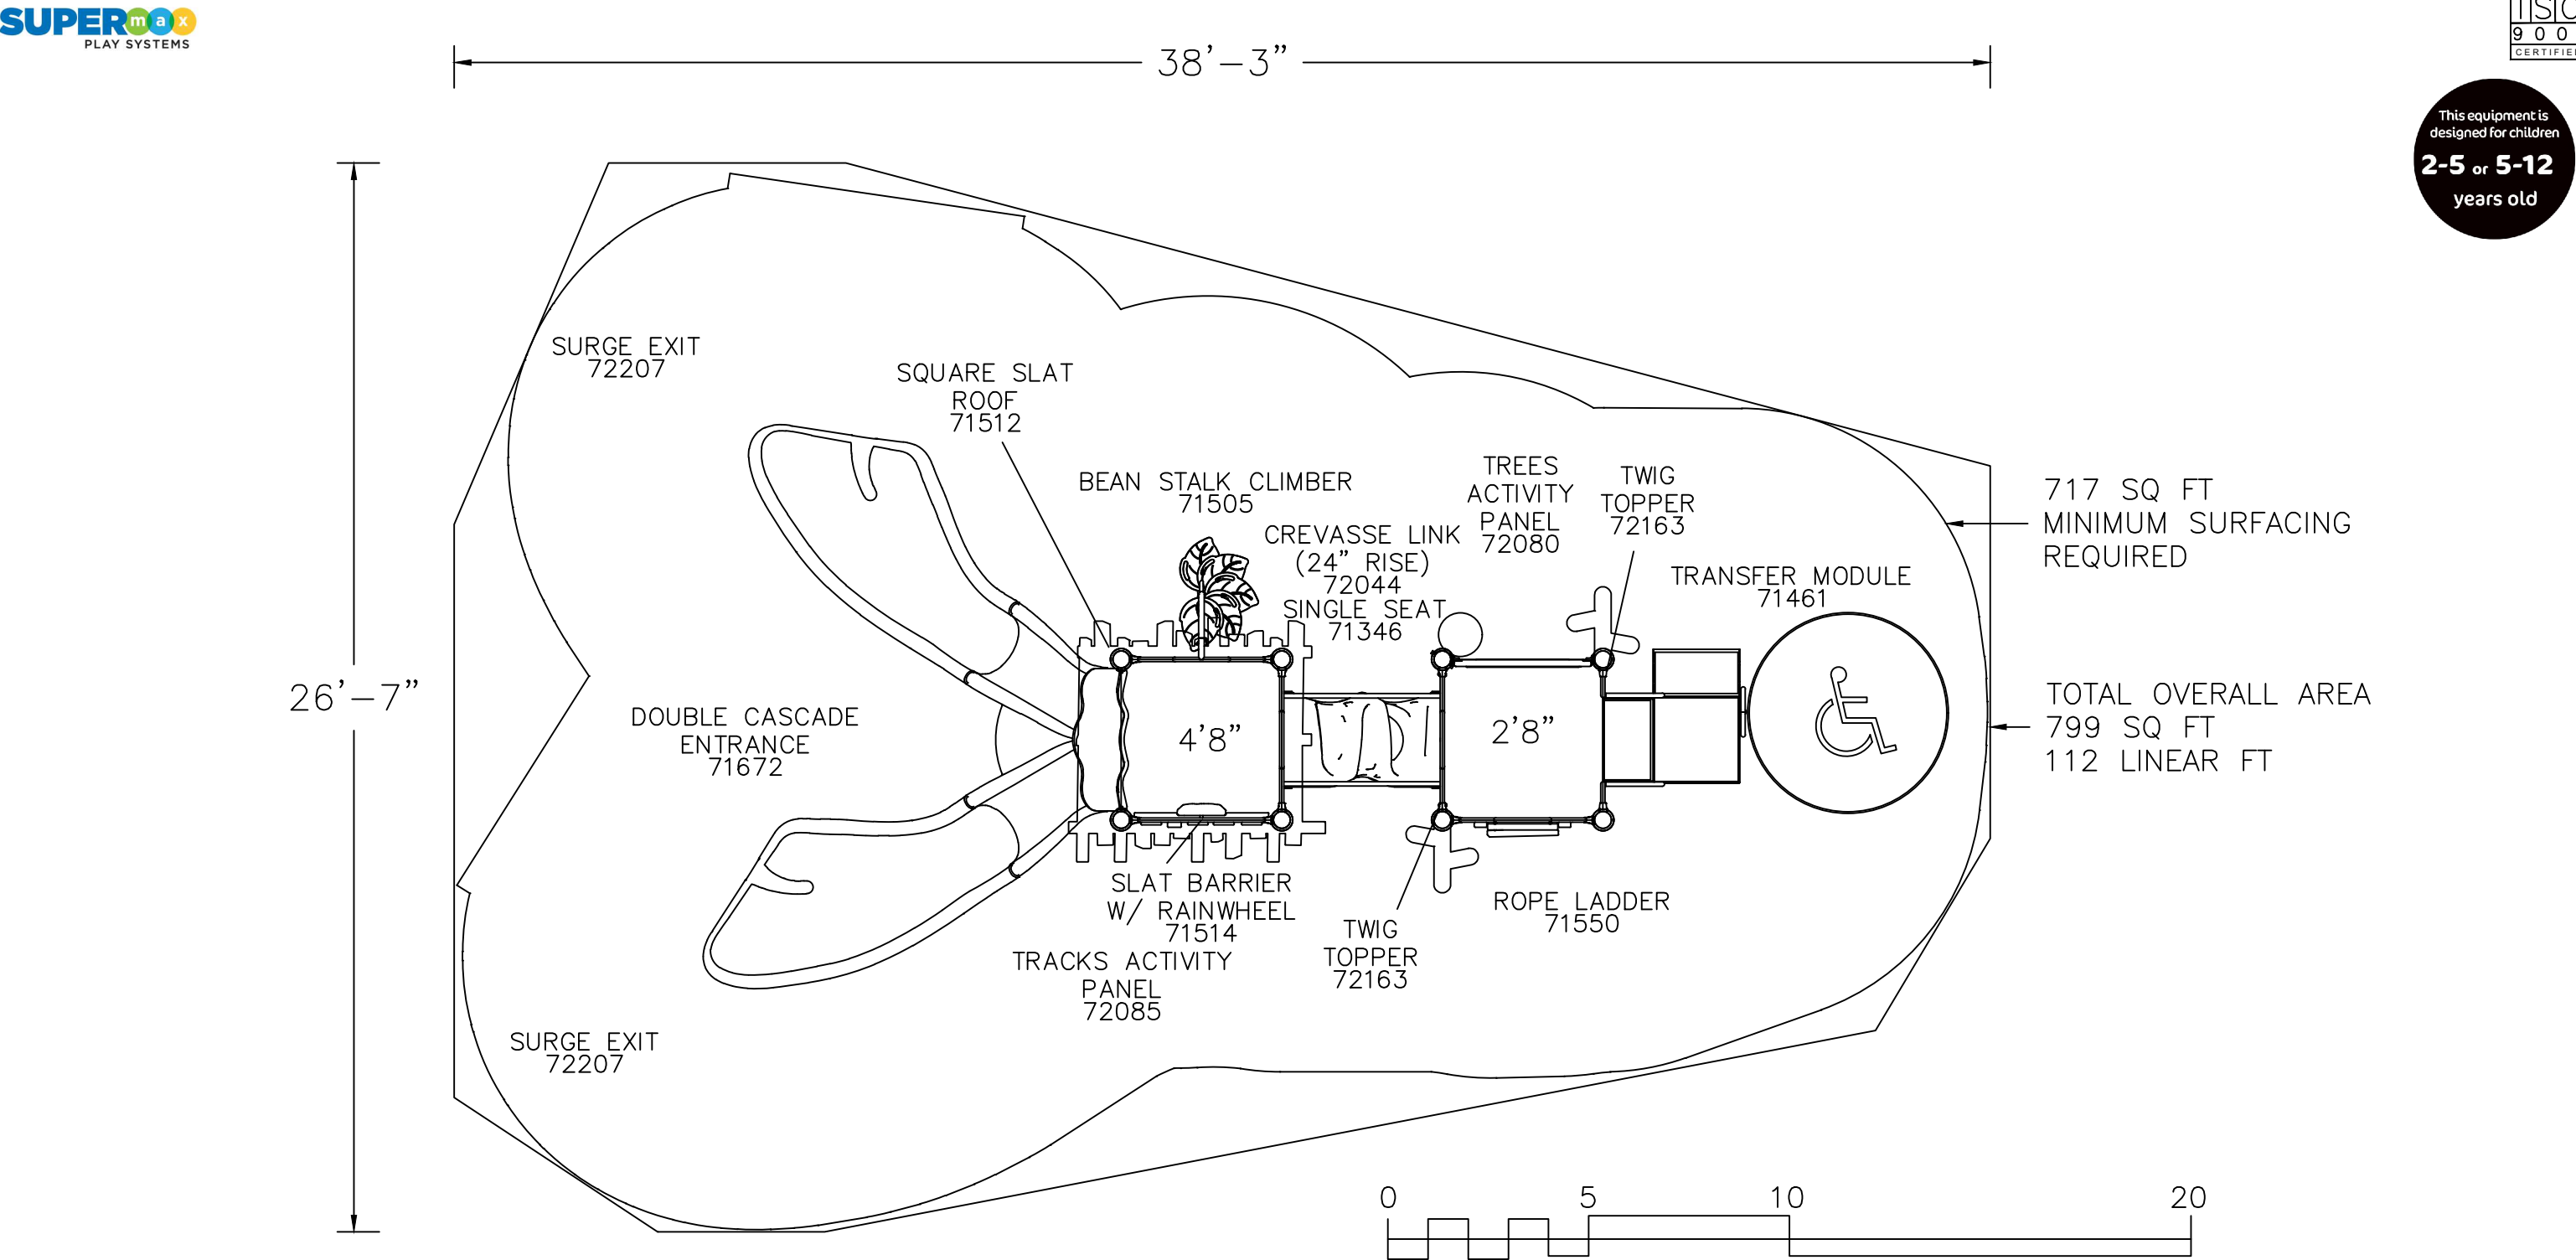 SUPERmax
PLAY SYSTEMS
38'-3"
This equipment is
designed for children
2-5 or 5-12
years old
26'-7"
SURGE EXIT
72207
SQUARE SLAT
ROOF
71512
BEAN STALK CLIMBER
71505
CREVASSE LINK
(24" RISE)
72044
SINGLE SEAT
71346
TREES
ACTIVITY
PANEL
72080
TWIG
TOPPER
72163
TRANSFER MODULE
71461
717 SQ FT
MINIMUM SURFACING
REQUIRED
TOTAL OVERALL AREA
799 SQ FT
112 LINEAR FT
DOUBLE CASCADE
ENTRANCE
71672
4'8"
2'8"
SLAT BARRIER
W/ RAINWHEEL
71514
TRACKS ACTIVITY
PANEL
72085
TWIG
TOPPER
72163
ROPE LADDER
71550
SURGE EXIT
72207
0 5 10 20